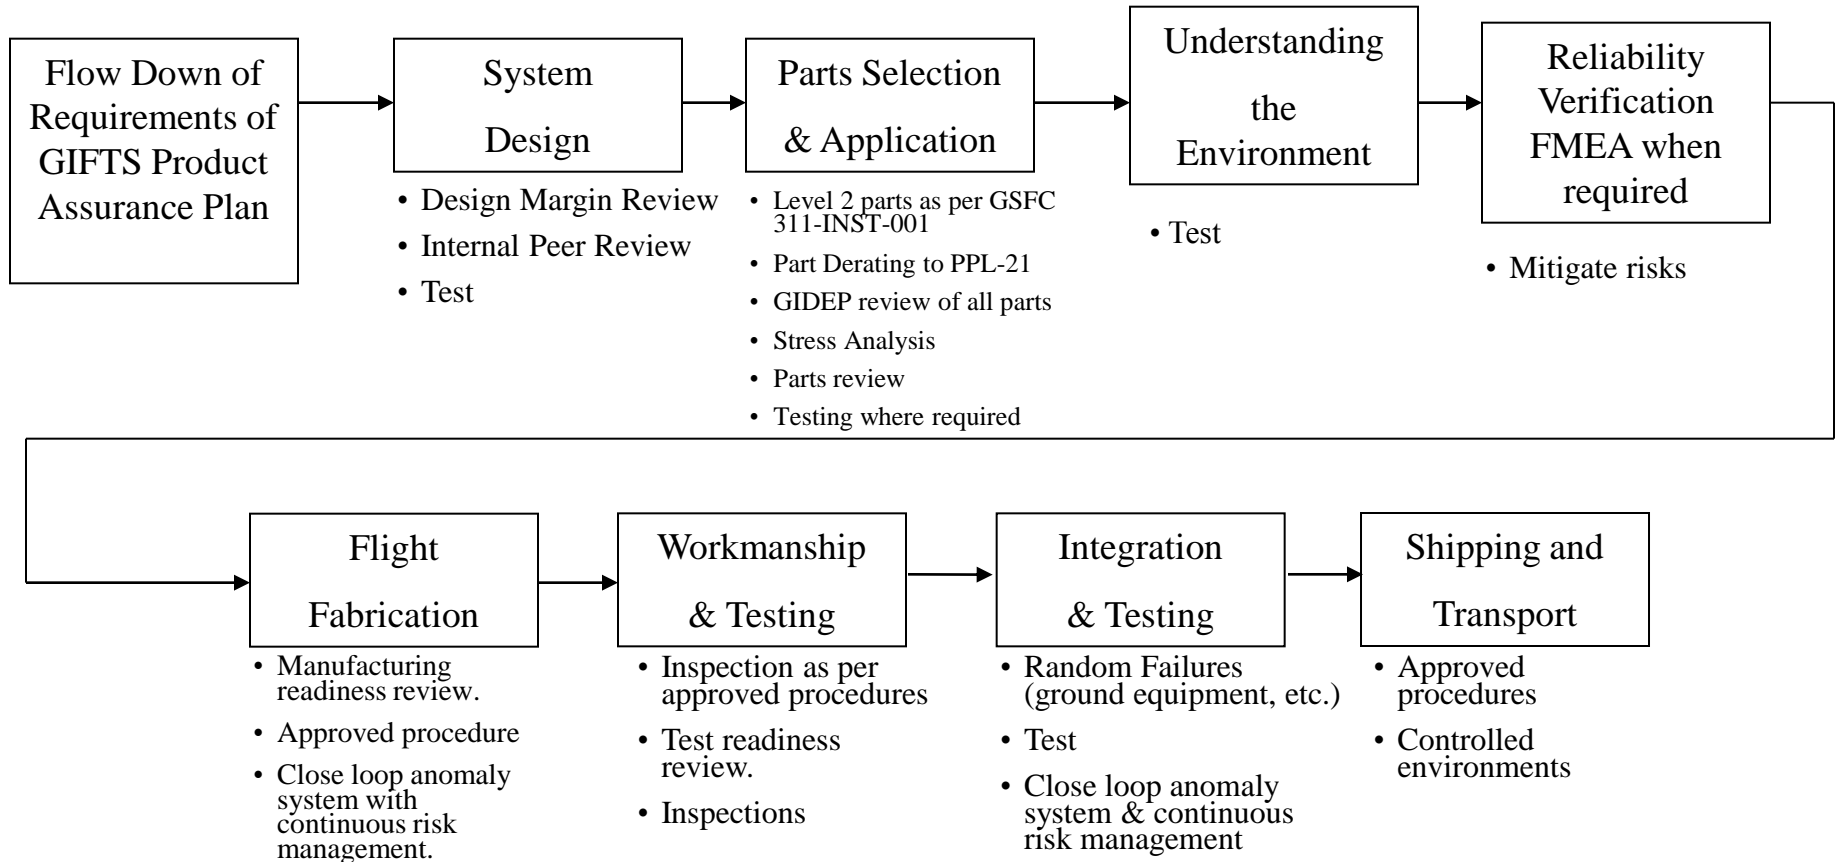 Flow Down of
Requirements of
GIFTS Product
Assurance Plan
System
Design
• Design Margin Review
• Internal Peer Review
• Test
Parts Selection
& Application
• Level 2 parts as per GSFC
311-INST-001
• Part Derating to PPL-21
• GIDEP review of all parts
• Stress Analysis
• Parts review
• Testing where required
Understanding
the
Environment
• Test
Reliability
Verification
FMEA when
required
• Mitigate risks
Flight
Fabrication
• Manufacturing
readiness review.
• Approved procedure
• Close loop anomaly
system with
continuous risk
management.
Workmanship
& Testing
• Inspection as per
approved procedures
• Test readiness
review.
• Inspections
Integration
& Testing
• Random Failures
(ground equipment, etc.)
• Test
• Close loop anomaly
system & continuous
risk management
Shipping and
Transport
• Approved
procedures
• Controlled
environments